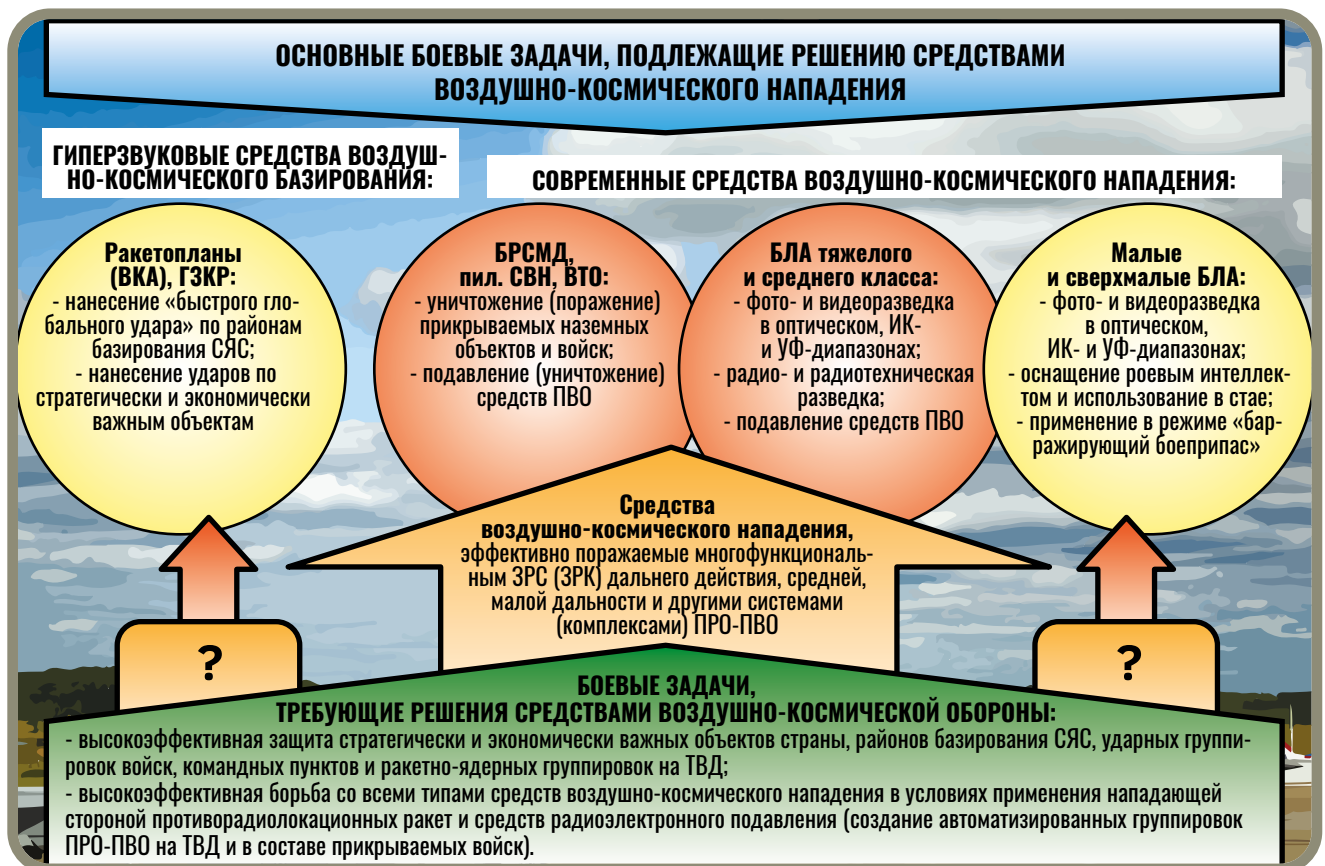 ОСНОВНЫЕ БОЕВЫЕ ЗАДАЧИ, ПОДЛЕЖАЩИЕ РЕШЕНИЮ СРЕДСТВАМИ
ВОЗДУШНО-КОСМИЧЕСКОГО НАПАДЕНИЯ
ГИПЕРЗВУКОВЫЕ СРЕДСТВА ВОЗДУШ-
НО-КОСМИЧЕСКОГО БАЗИРОВАНИЯ:
СОВРЕМЕННЫЕ СРЕДСТВА ВОЗДУШНО-КОСМИЧЕСКОГО НАПАДЕНИЯ:
Ракетопланы
(ВКА), ГЗКР:
- нанесение «быстрого гло-
бального удара» по районам
базирования СЯС;
- нанесение ударов по
стратегически и экономически
важным объектам
БРСМД,
пил. СВН, ВТО:
- уничтожение (поражение)
прикрываемых наземных
объектов и войск;
- подавление (уничтожение)
средств ПВО
БЛА тяжелого
и среднего класса:
- фото- и видеоразведка
в оптическом, ИК-
и УФ-диапазонах;
- радио- и радиотехническая
разведка;
- подавление средств ПВО
Малые
и сверхмалые БЛА:
- фото- и видеоразведка
в оптическом,
ИК- и УФ-диапазонах;
- оснащение роевым интеллек-
том и использование в стае;
- применение в режиме «бар-
ражирующий боеприпас»
Средства
воздушно-космического нападения,
эффективно поражаемые многофункциональ-
ным ЗРС (ЗРК) дальнего действия, средней,
малой дальности и другими системами
(комплексами) ПРО-ПВО
?
?
БОЕВЫЕ ЗАДАЧИ,
ТРЕБУЮЩИЕ РЕШЕНИЯ СРЕДСТВАМИ ВОЗДУШНО-КОСМИЧЕСКОЙ ОБОРОНЫ:
- высокоэффективная защита стратегически и экономически важных объектов страны, районов базирования СЯС, ударных группи-
ровок войск, командных пунктов и ракетно-ядерных группировок на ТВД;
- высокоэффективная борьба со всеми типами средств воздушно-космического нападения в условиях применения нападающей
стороной противорадиолокационных ракет и средств радиоэлектронного подавления (создание автоматизированных группировок
ПРО-ПВО на ТВД и в составе прикрываемых войск).